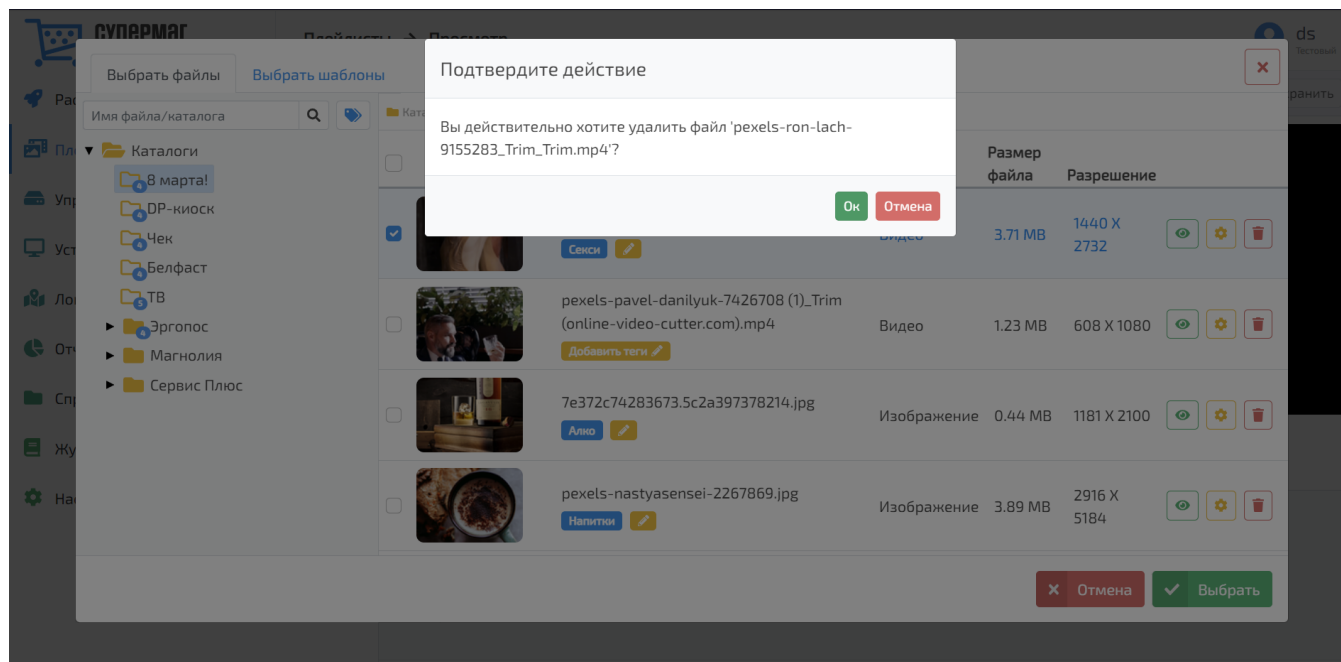 СУПЕРМАГ
Плейлисты → Просмотр
ds
Тестовый
Выбрать файлы
Выбрать шаблоны
Подтвердите действие
Вы действительно хотите удалить файл 'pexels-ron-lach-
9155283_Trim_Trim.mp4'?
Ок
Отмена
Имя файла/каталога
Каталоги
8 марта!
DP-киоск
Чек
Белфаст
ТВ
Эргопос
Магнолия
Сервис Плюс
Размер
файла
Разрешение
Секси
Видео
3.71 MB
1440 X
2732
pexels-pavel-danilyuk-7426708 (1)_Trim
(online-video-cutter.com).mp4
Добавить теги
Видео
1.23 MB
608 X 1080
7e372c74283673.5c2a397378214.jpg
Алко
Изображение
0.44 MB
1181 X 2100
pexels-nastyasensei-2267869.jpg
Напитки
Изображение
3.89 MB
2916 X
5184
Отмена
Выбрать